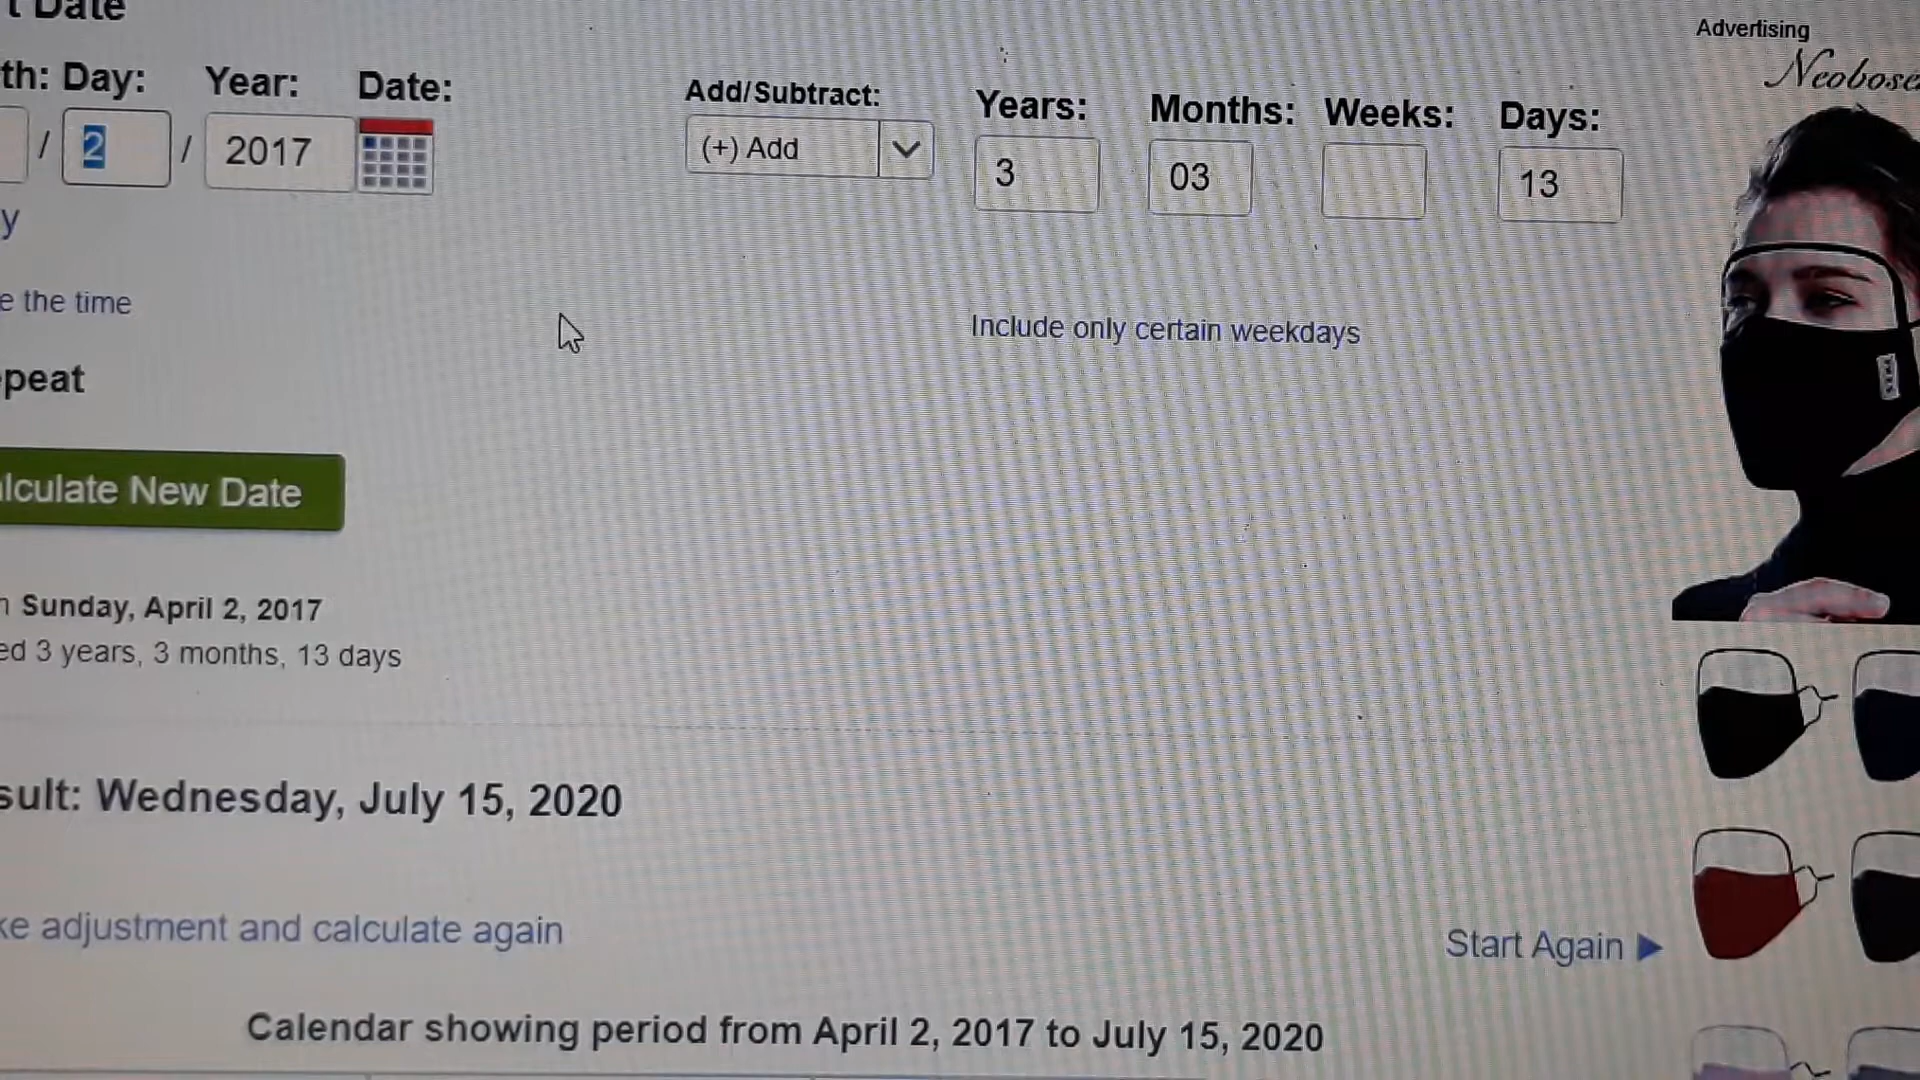 t Date
th: Day: Year: Date:
/ 2 / 2017
Add/Subtract: Years: Months: Weeks: Days:
(+) Add 3 03 13
y
e the time
Include only certain weekdays
peat
lculate New Date
Sunday, April 2, 2017
ed 3 years, 3 months, 13 days
sult: Wednesday, July 15, 2020
ke adjustment and calculate again
Start Again
Calendar showing period from April 2, 2017 to July 15, 2020
Advertising
Neobose